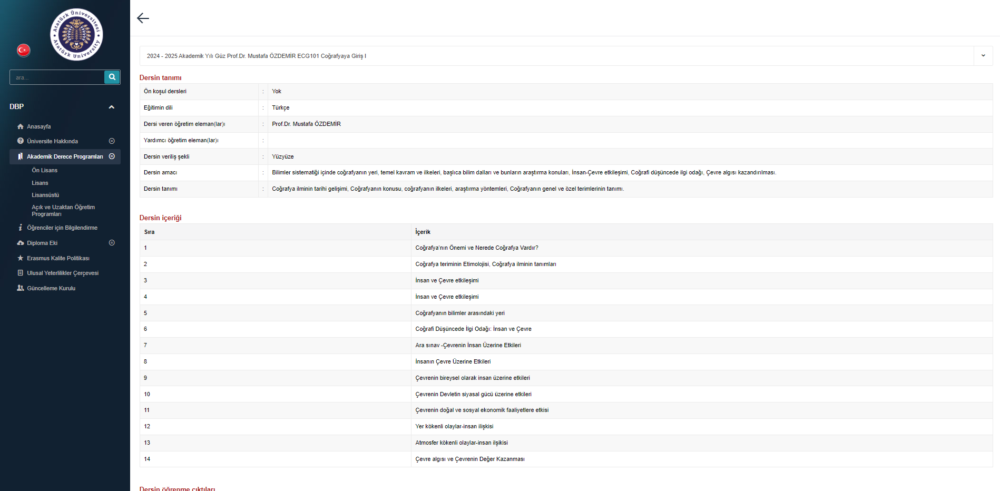 Atatürk Üniversitesi
1957
Atatürk University
ara...
DBP
Anasayfa
Üniversite Hakkında
Akademik Derece Programları
Ön Lisans
Lisans
Lisansüstü
Açık ve Uzaktan Öğretim
Programları
Öğrenciler için Bilgilendirme
Diploma Eki
Erasmus Kalite Politikası
Ulusal Yeterlilikler Çerçevesi
Güncelleme Kurulu
2024 - 2025 Akademik Yılı Güz Prof.Dr. Mustafa ÖZDEMİR ECG101 Coğrafyaya Giriş I
Dersin tanımı
Ön koşul dersleri : Yok
Eğitimin dili : Türkçe
Dersi veren öğretim eleman(lar)ı : Prof.Dr. Mustafa ÖZDEMİR
Yardımcı öğretim eleman(lar)ı :
Dersin veriliş şekli : Yüzyüze
Dersin amacı : Bilimler sistematiği içinde coğrafyanın yeri, temel kavram ve ilkeleri, başlıca bilim dalları ve bunların araştırma konuları, İnsan-Çevre etkileşimi, Coğrafi düşüncede ilgi odağı, Çevre algısı kazandırılması.
Dersin tanımı : Coğrafya ilminin tarihi gelişimi, Coğrafyanın konusu, coğrafyanın ilkeleri, araştırma yöntemleri, Coğrafyanın genel ve özel terimlerinin tanımı.
Dersin içeriği
Sıra İçerik
1 Coğrafya'nın Önemi ve Nerede Coğrafya Vardır?
2 Coğrafya teriminin Etimolojisi, Coğrafya ilminin tanımları
3 İnsan ve Çevre etkileşimi
4 İnsan ve Çevre etkileşimi
5 Coğrafyanın bilimler arasındaki yeri
6 Coğrafi Düşüncede İlgi Odağı: İnsan ve Çevre
7 Ara sınav -Çevrenin İnsan Üzerine Etkileri
8 İnsanın Çevre Üzerine Etkileri
9 Çevrenin bireysel olarak insan üzerine etkileri
10 Çevrenin Devletin siyasal gücü üzerine etkileri
11 Çevrenin doğal ve sosyal ekonomik faaliyetlere etkisi
12 Yer kökenli olaylar-insan ilişkisi
13 Atmosfer kökenli olaylar-insan ilşikisi
14 Çevre algısı ve Çevrenin Değer Kazanması
Dersin öğrenme çıktıları